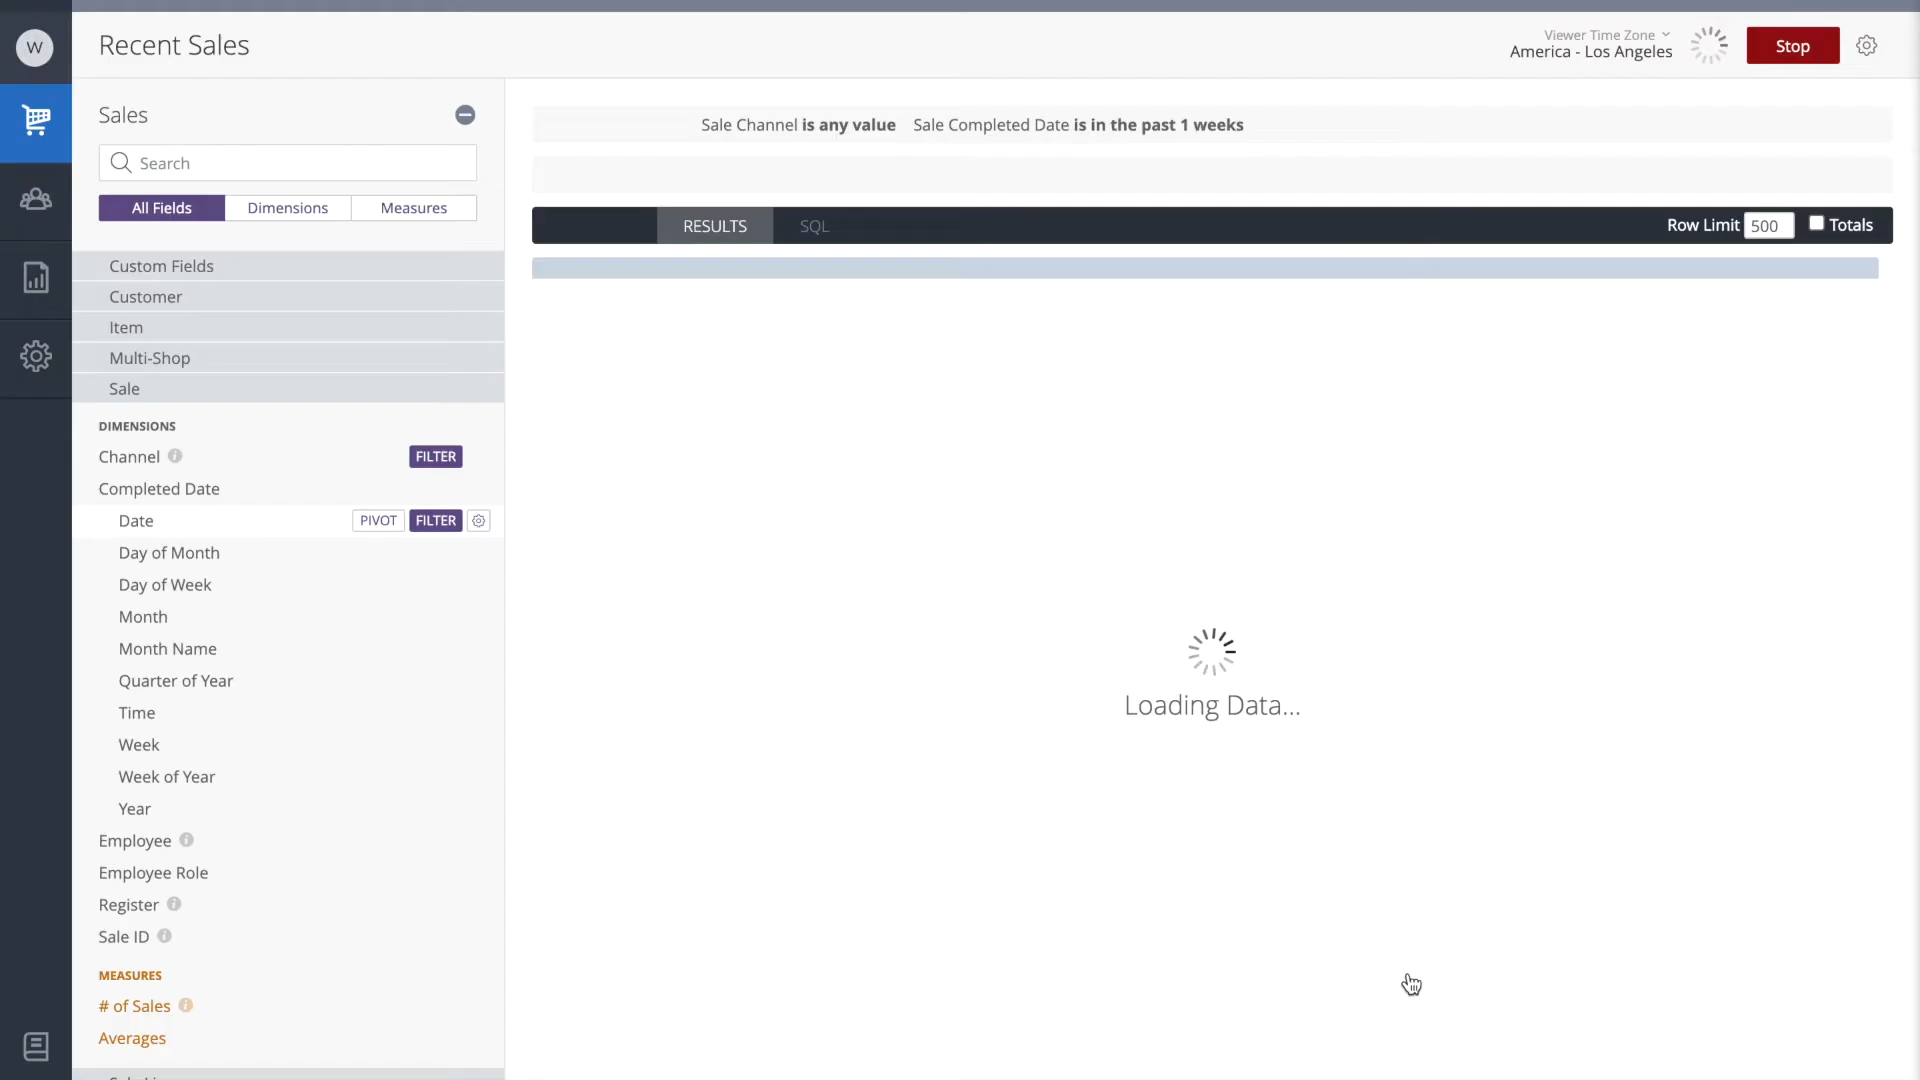 W
Recent Sales
Viewer Time Zone
America - Los Angeles
Stop
Sales
Search
All Fields
Dimensions
Measures
Sale Channel is any value Sale Completed Date is in the past 1 weeks
RESULTS
SQL
Row Limit 500
Totals
Custom Fields
Customer
Item
Multi-Shop
Sale
DIMENSIONS
Channel
FILTER
Completed Date
Date
PIVOT
FILTER
Day of Month
Day of Week
Month
Month Name
Quarter of Year
Time
Week
Week of Year
Year
Employee
Employee Role
Register
Sale ID
MEASURES
# of Sales
Averages
Loading Data...